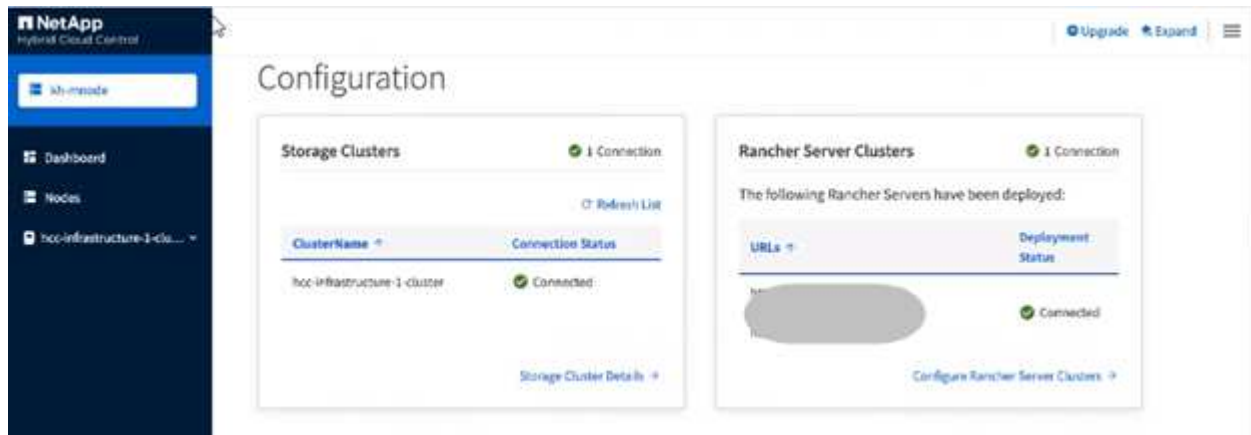 NetApp
Hybrid Cloud Control
Upgrade
Expand
kh-mnode
Dashboard
Nodes
hcc-infrastructure-1-clu...
Configuration
Storage Clusters
1 Connection
Refresh List
ClusterName
Connection Status
hcc-infrastructure-1-cluster
Connected
Storage Cluster Details
Rancher Server Clusters
1 Connection
The following Rancher Servers have been deployed:
URLs
Deployment
Status
Connected
Configure Rancher Server Clusters